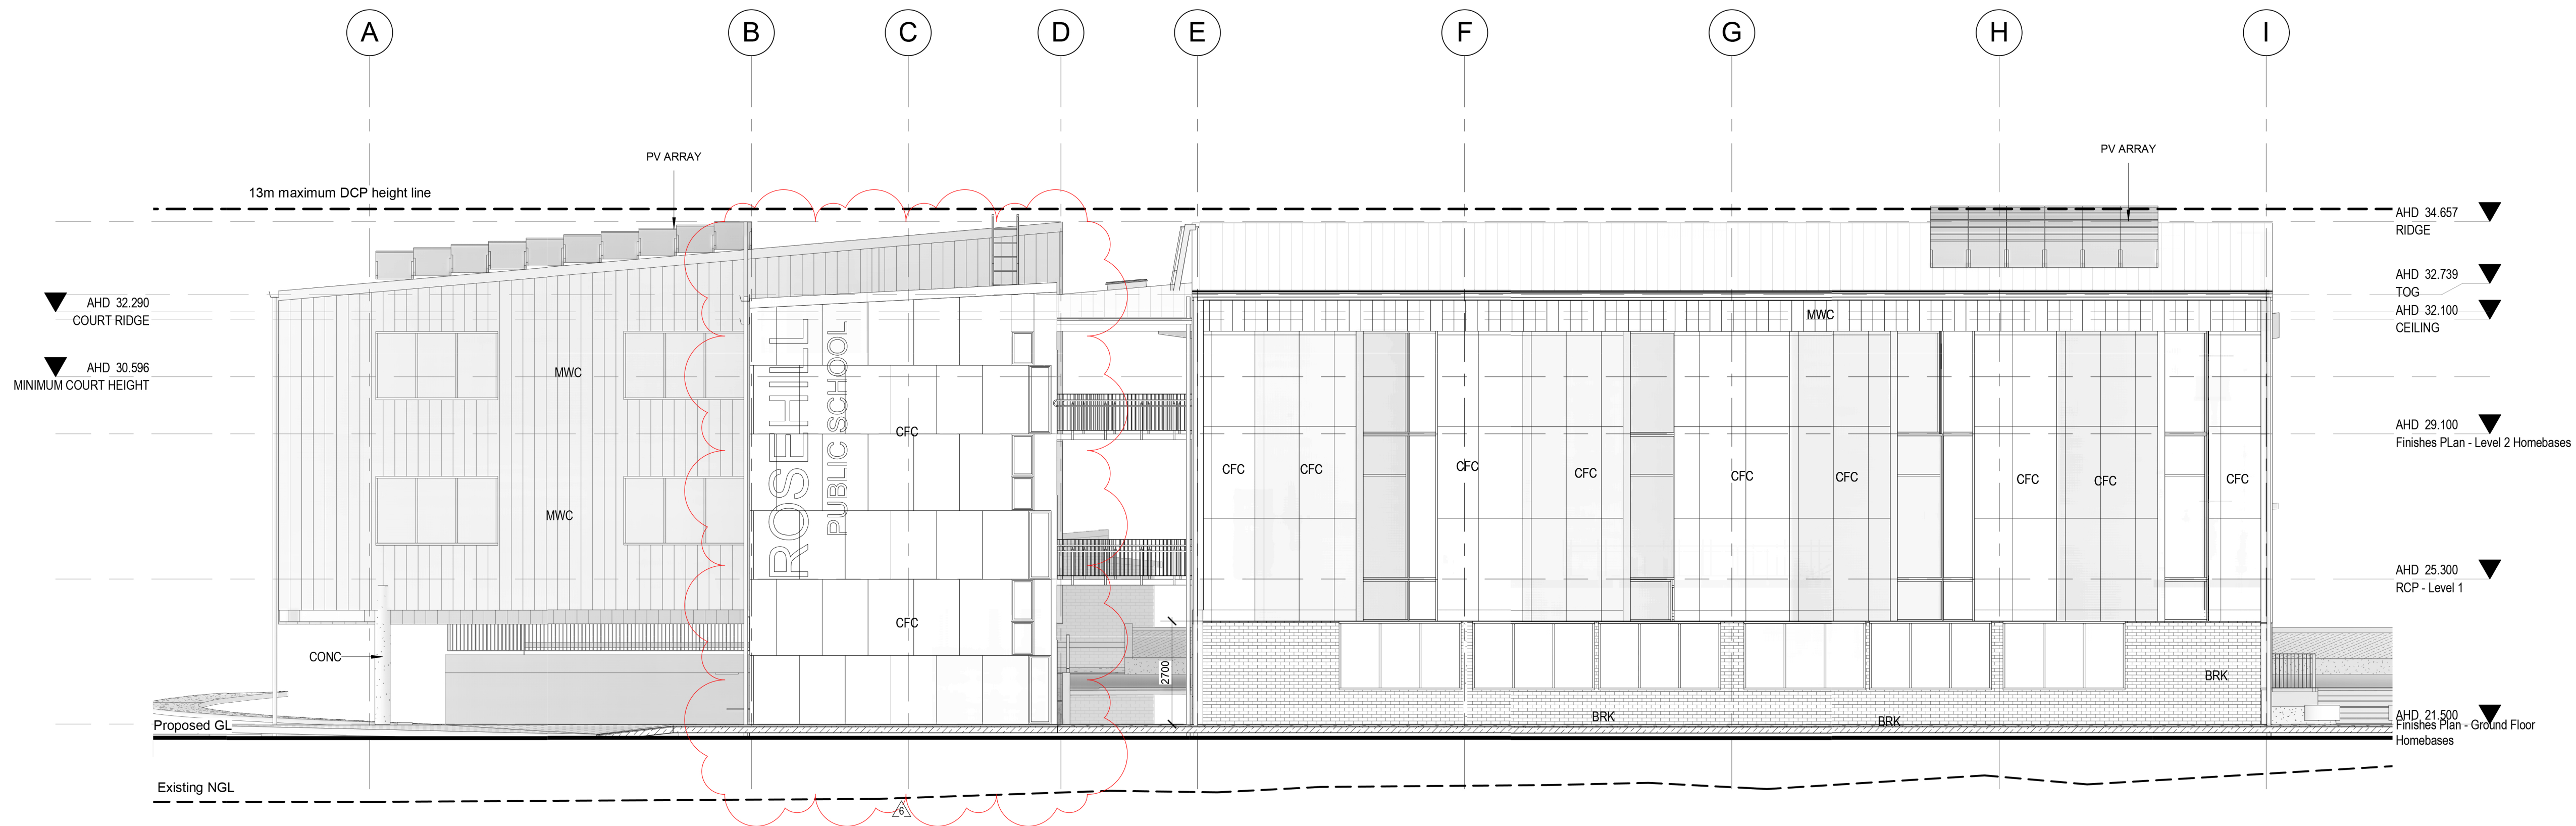 A
B
C
D
E
F
G
H
I
PV ARRAY
PV ARRAY
13m maximum DCP height line
AHD 34.657
RIDGE
AHD 32.739
TOG
AHD 32.290
COURT RIDGE
AHD 32.100
CEILING
MWC
AHD 30.596
MINIMUM COURT HEIGHT
MWC
ROSEHILL
PUBLIC SCHOOL
CFC
AHD 29.100
Finishes PLan - Level 2 Homebases
CFC
CFC
CFC
CFC
CFC
CFC
CFC
CFC
CFC
MWC
AHD 25.300
RCP - Level 1
CFC
CONC
2700
BRK
BRK
BRK
AHD 21.500
Finishes Plan - Ground Floor
Homebases
Proposed GL
Existing NGL
6